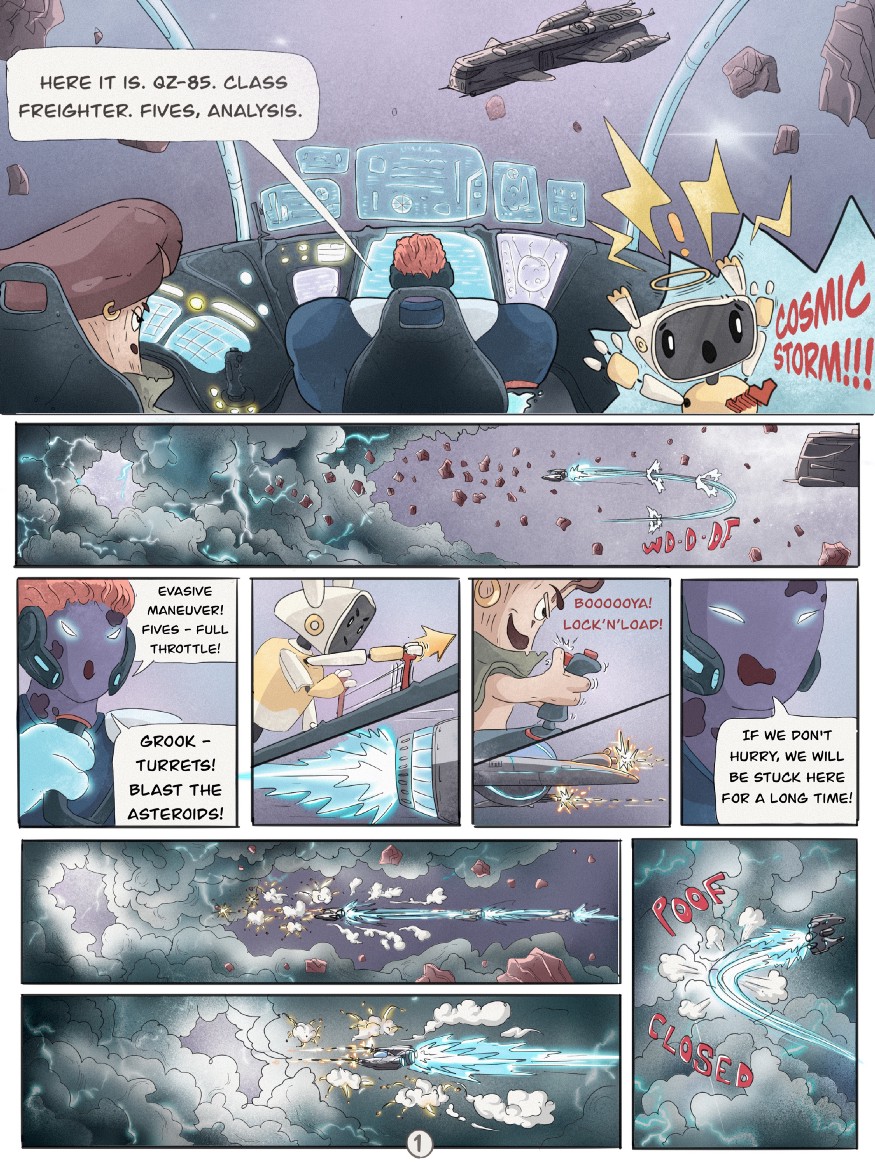 HERE IT IS. QZ-85. CLASS
FREIGHTER. FIVES, ANALYSIS.
COSMIC
STORM!!!
WO-O-OF
EVASIVE
MANEUVER!
FIVES - FULL
THROTTLE!
GROOK -
TURRETS!
BLAST THE
ASTEROIDS!
BOOOOOYA!
LOCK'N'LOAD!
IF WE DON'T
HURRY, WE WILL
BE STUCK HERE
FOR A LONG TIME!
POOF
CLOSED
1